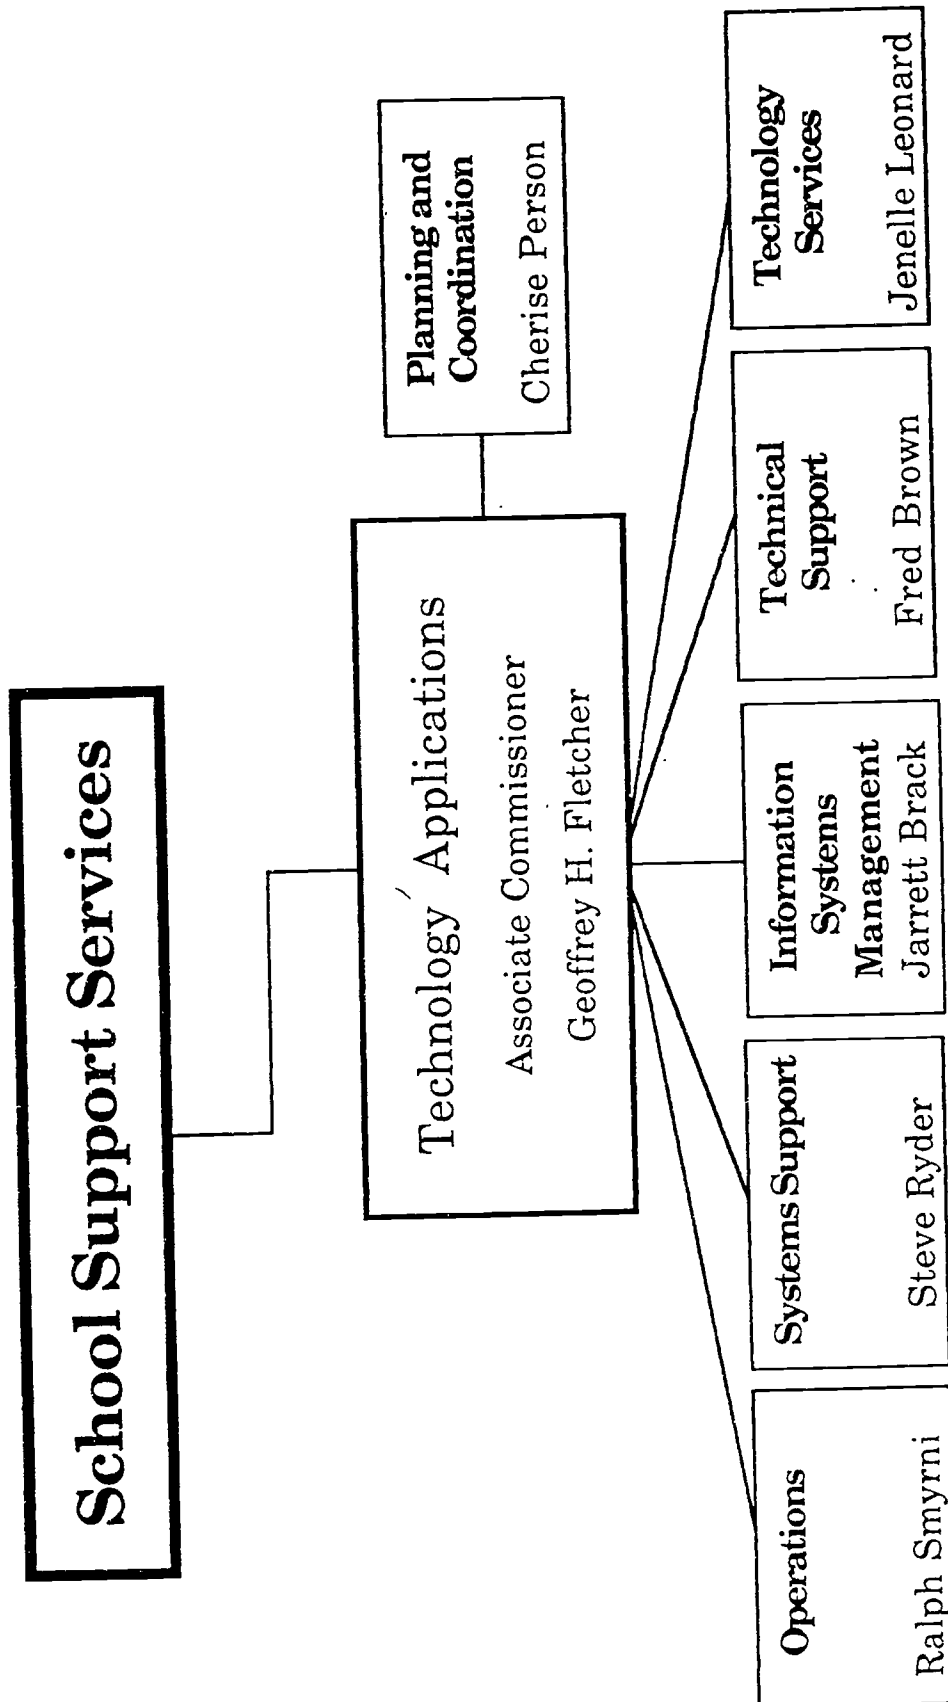 School Support Services
Technology Applications
Associate Commissioner
Geoffrey H. Fletcher
Planning and
Coordination
Cherise Person
Operations
Ralph Smyrni
Systems Support
Steve Ryder
Information
Systems
Management
Jarrett Brack
Technical
Support
Fred Brown
Technology
Services
Jenelle Leonard